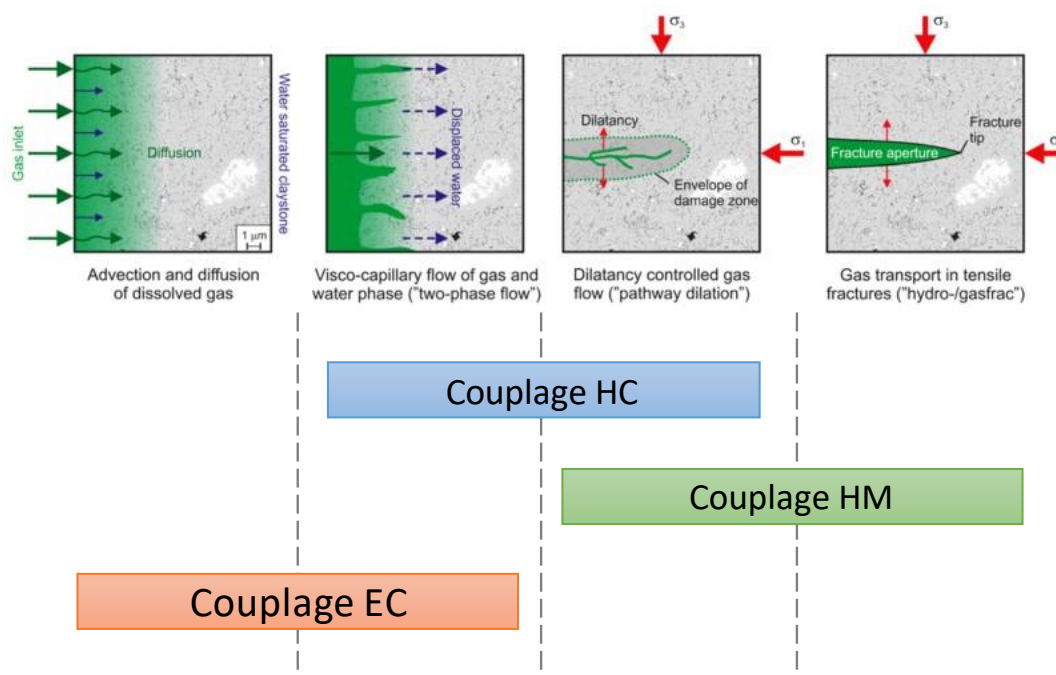 σ₃
σ₃
Gas inlet
Diffusion
Water saturated claystone
1 μm
Displaced water
Dilatancy
Envelope of
damage zone
σ₁
Fracture
tip
Fracture aperture
σ
Advection and diffusion
of dissolved gas
Visco-capillary flow of gas and
water phase ("two-phase flow")
Dilatancy controlled gas
flow ("pathway dilation")
Gas transport in tensile
fractures ("hydro-/gasfrac")
Couplage HC
Couplage HM
Couplage EC